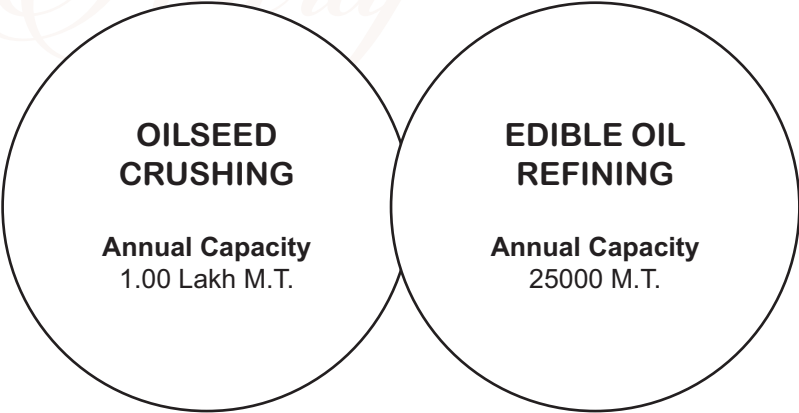 OILSEED
CRUSHING
Annual Capacity
1.00 Lakh M.T.
EDIBLE OIL
REFINING
Annual Capacity
25000 M.T.